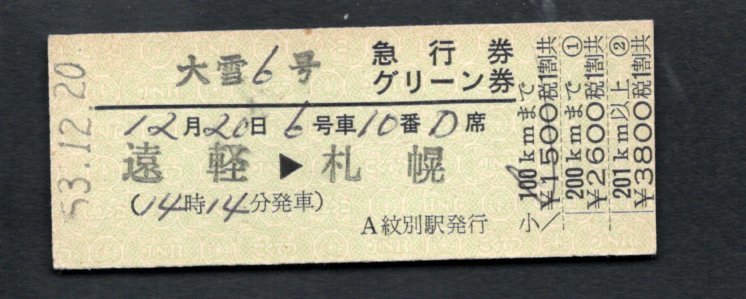 53.12.20
大雪6号
急行券
グリーン券
12月20日 6号車10番D席
遠軽▶札幌
(14時14分発車)
A紋別駅発行
小
100kmまで
¥1500税1割共
① 200kmまで
¥2600税1割共
② 201km以上
¥3800税1割共